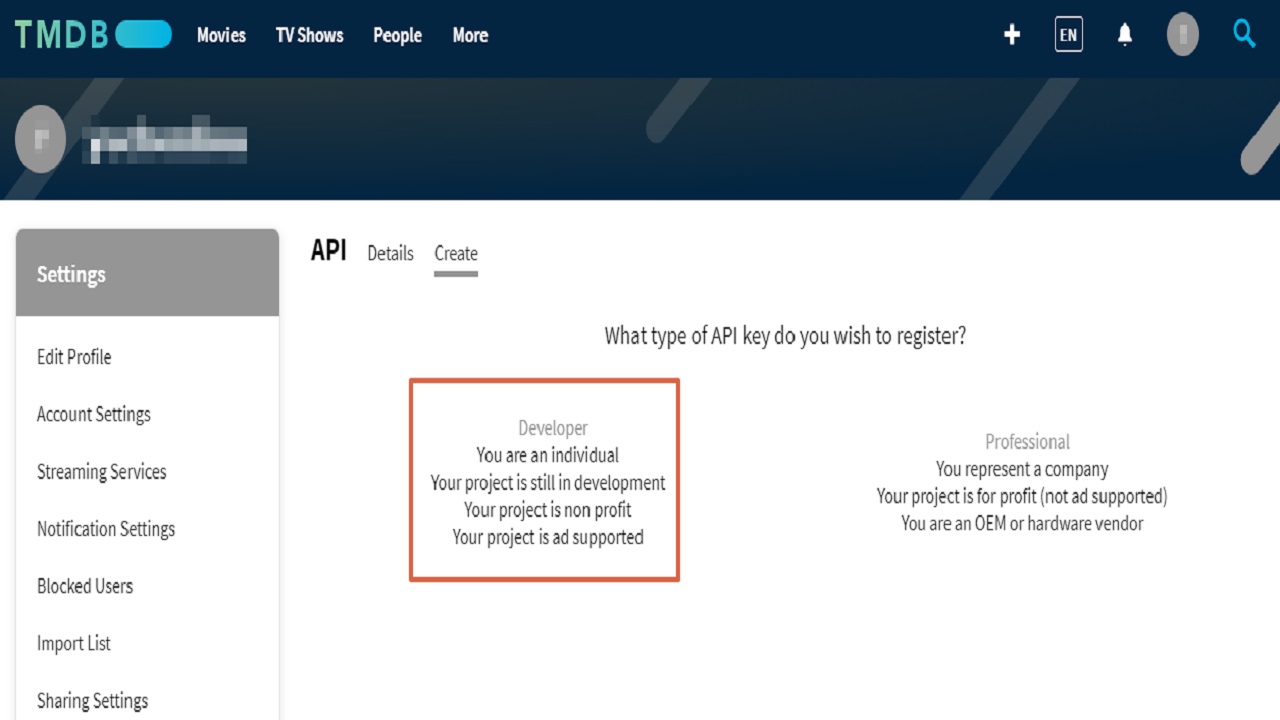 TMDB
Movies
TV Shows
People
More
EN
Settings
Edit Profile
Account Settings
Streaming Services
Notification Settings
Blocked Users
Import List
Sharing Settings
API
Details
Create
What type of API key do you wish to register?
Developer
You are an individual
Your project is still in development
Your project is non profit
Your project is ad supported
Professional
You represent a company
Your project is for profit (not ad supported)
You are an OEM or hardware vendor